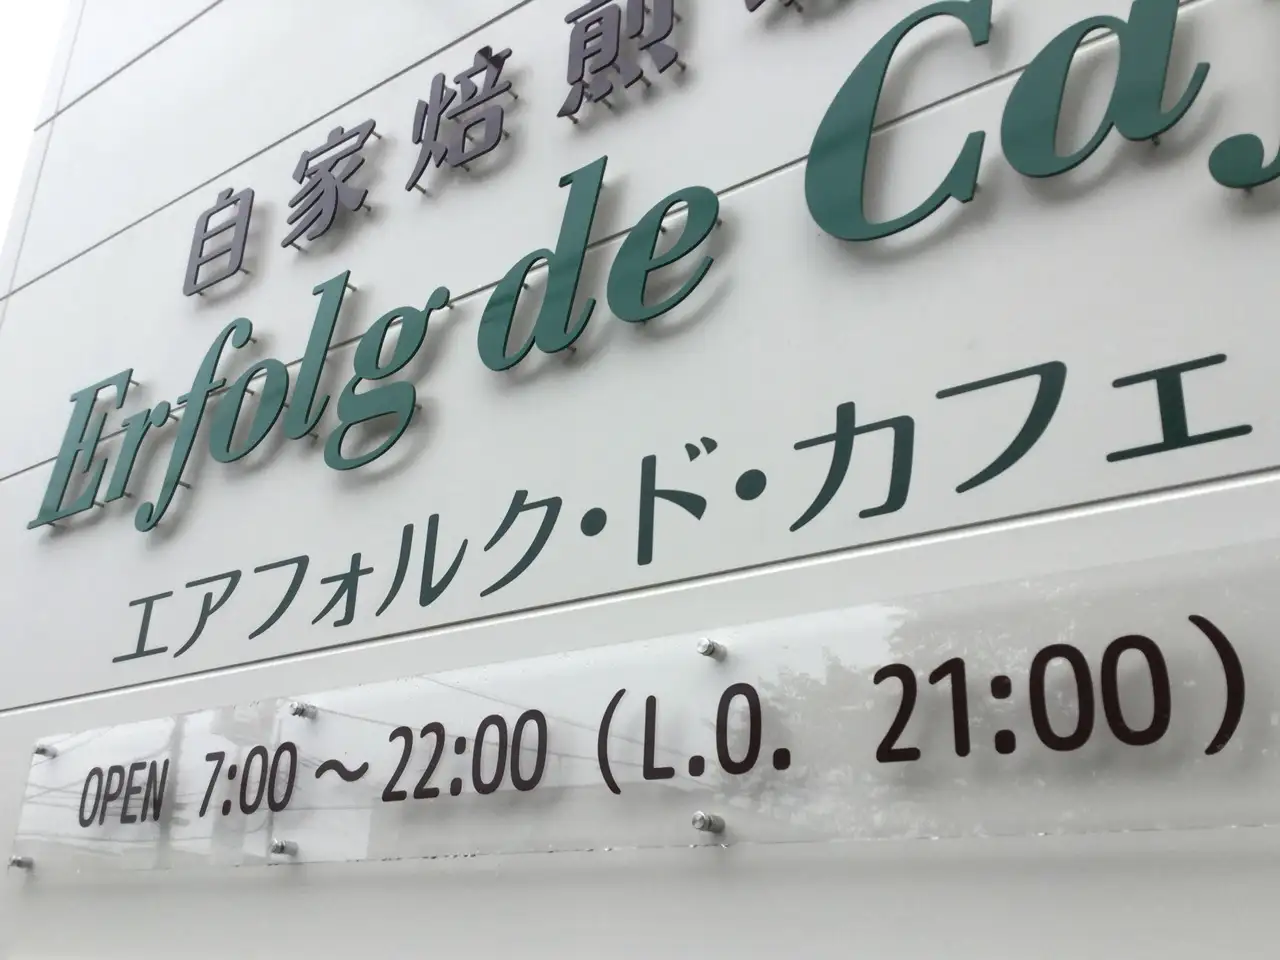 自家焙煎
Erfolg de Caf
エアフォルク・ド・カフェ
OPEN 7:00～22:00 (L.O. 21:00)